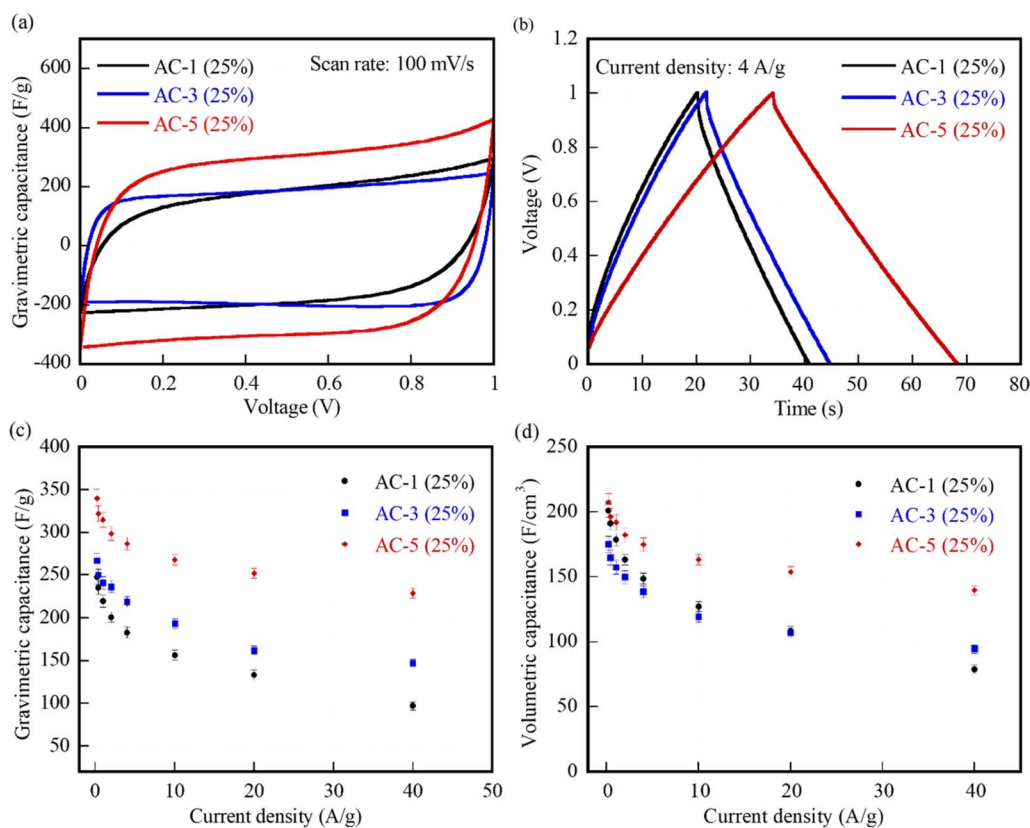 (a)
600
400
200
0
-200
-400
Gravimetric capacitance (F/g)
AC-1 (25%)
AC-3 (25%)
AC-5 (25%)
Scan rate: 100 mV/s
0 0.2 0.4 0.6 0.8 1
Voltage (V)
(b)
1.2
1
0.8
0.6
0.4
0.2
0
Voltage (V)
Current density: 4 A/g
AC-1 (25%)
AC-3 (25%)
AC-5 (25%)
0 10 20 30 40 50 60 70 80
Time (s)
(c)
400
350
300
250
200
150
100
50
Gravimetric capacitance (F/g)
AC-1 (25%)
AC-3 (25%)
AC-5 (25%)
0 10 20 30 40 50
Current density (A/g)
(d)
250
200
150
100
50
0
Volumetric capacitance (F/cm³)
AC-1 (25%)
AC-3 (25%)
AC-5 (25%)
0 10 20 30 40
Current density (A/g)